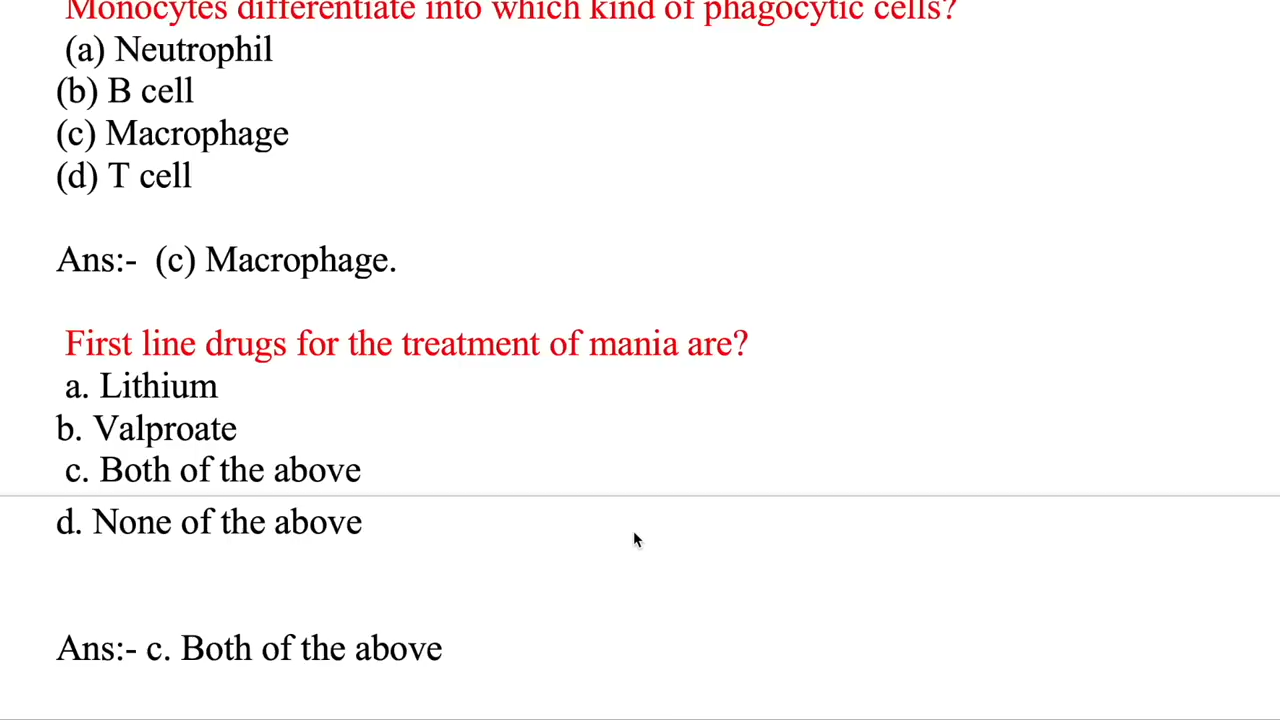 Monocytes differentiate into which kind of phagocytic cells?
(a) Neutrophil
(b) B cell
(c) Macrophage
(d) T cell
Ans:- (c) Macrophage.
First line drugs for the treatment of mania are?
a. Lithium
b. Valproate
c. Both of the above
d. None of the above
Ans:- c. Both of the above